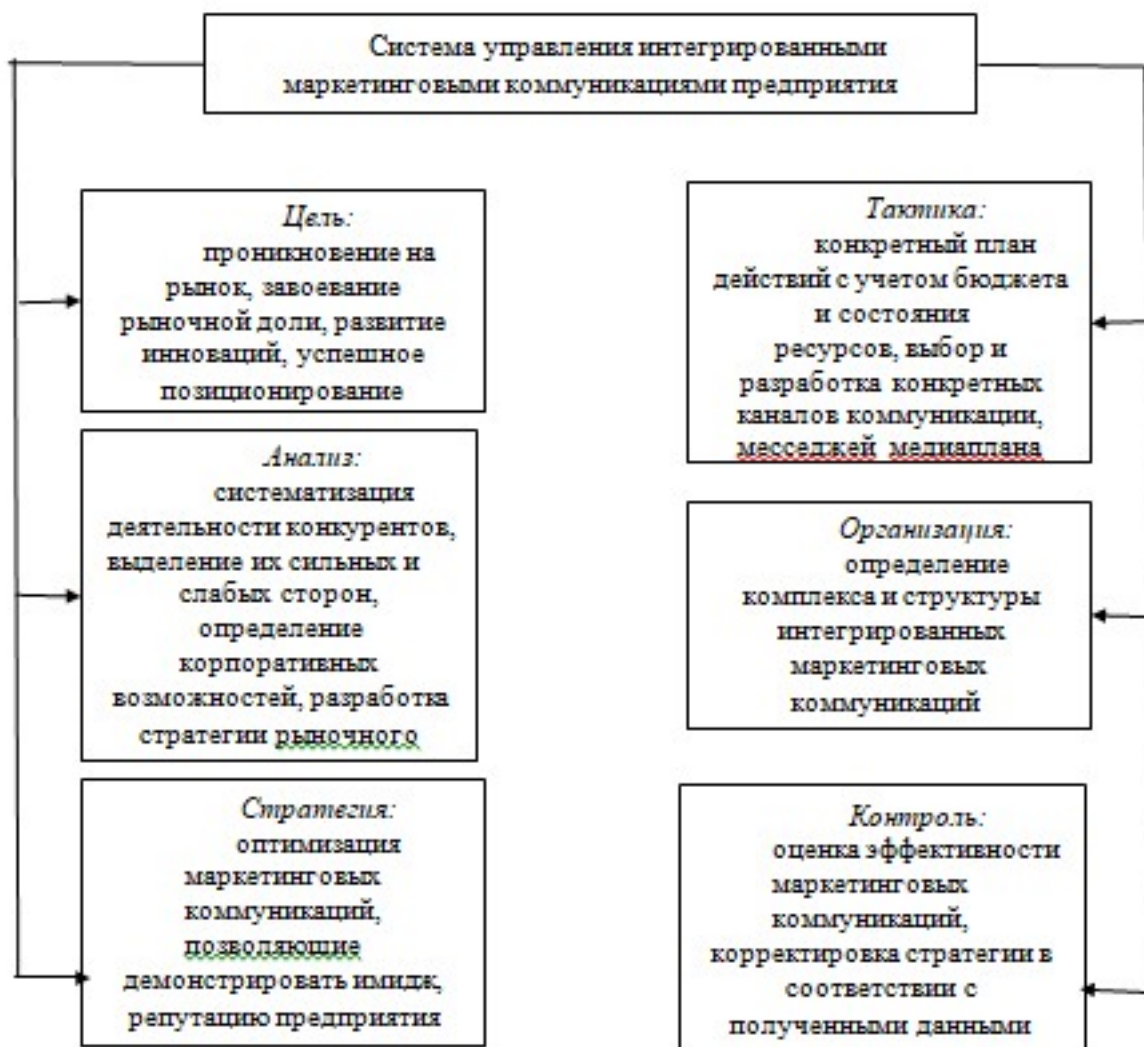 Система управления интегрированными
маркетинговыми коммуникациями предприятия
Цель:
проникновение на
рынок, завоевание
рыночной доли, развитие
инноваций, успешное
позиционирование
Анализ:
систематизация
деятельности конкурентов,
выделение их сильных и
слабых сторон,
определение
корпоративных
возможностей, разработка
стратегии рыночного
Стратегия:
оптимизация
маркетинговых
коммуникаций,
позволяющие
демонстрировать имидж,
репутацию предприятия
Тактика:
конкретный план
действий с учетом бюджета
и состояния
ресурсов, выбор и
разработка конкретных
каналов коммуникации,
месседжей медиаплана
Организация:
определение
комплекса и структуры
интегрированных
маркетинговых
коммуникаций
Контроль:
оценка эффективности
маркетинговых
коммуникаций,
корректировка стратегии в
соответствии с
полученными данными